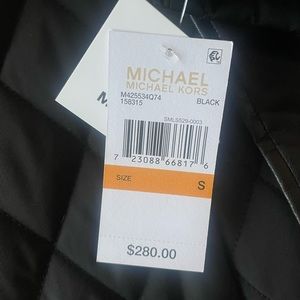 M
MICHAEL
MICHAEL KORS
M425534Q74
158315 BLACK
SMLS529-0003
7 23088 66817 6
SIZE S
$280.00